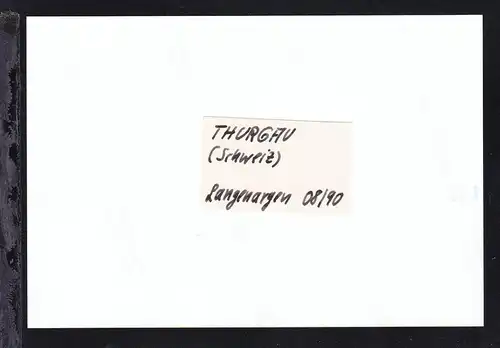 THURGAU
(Schweiz)
Langenargen 08/90